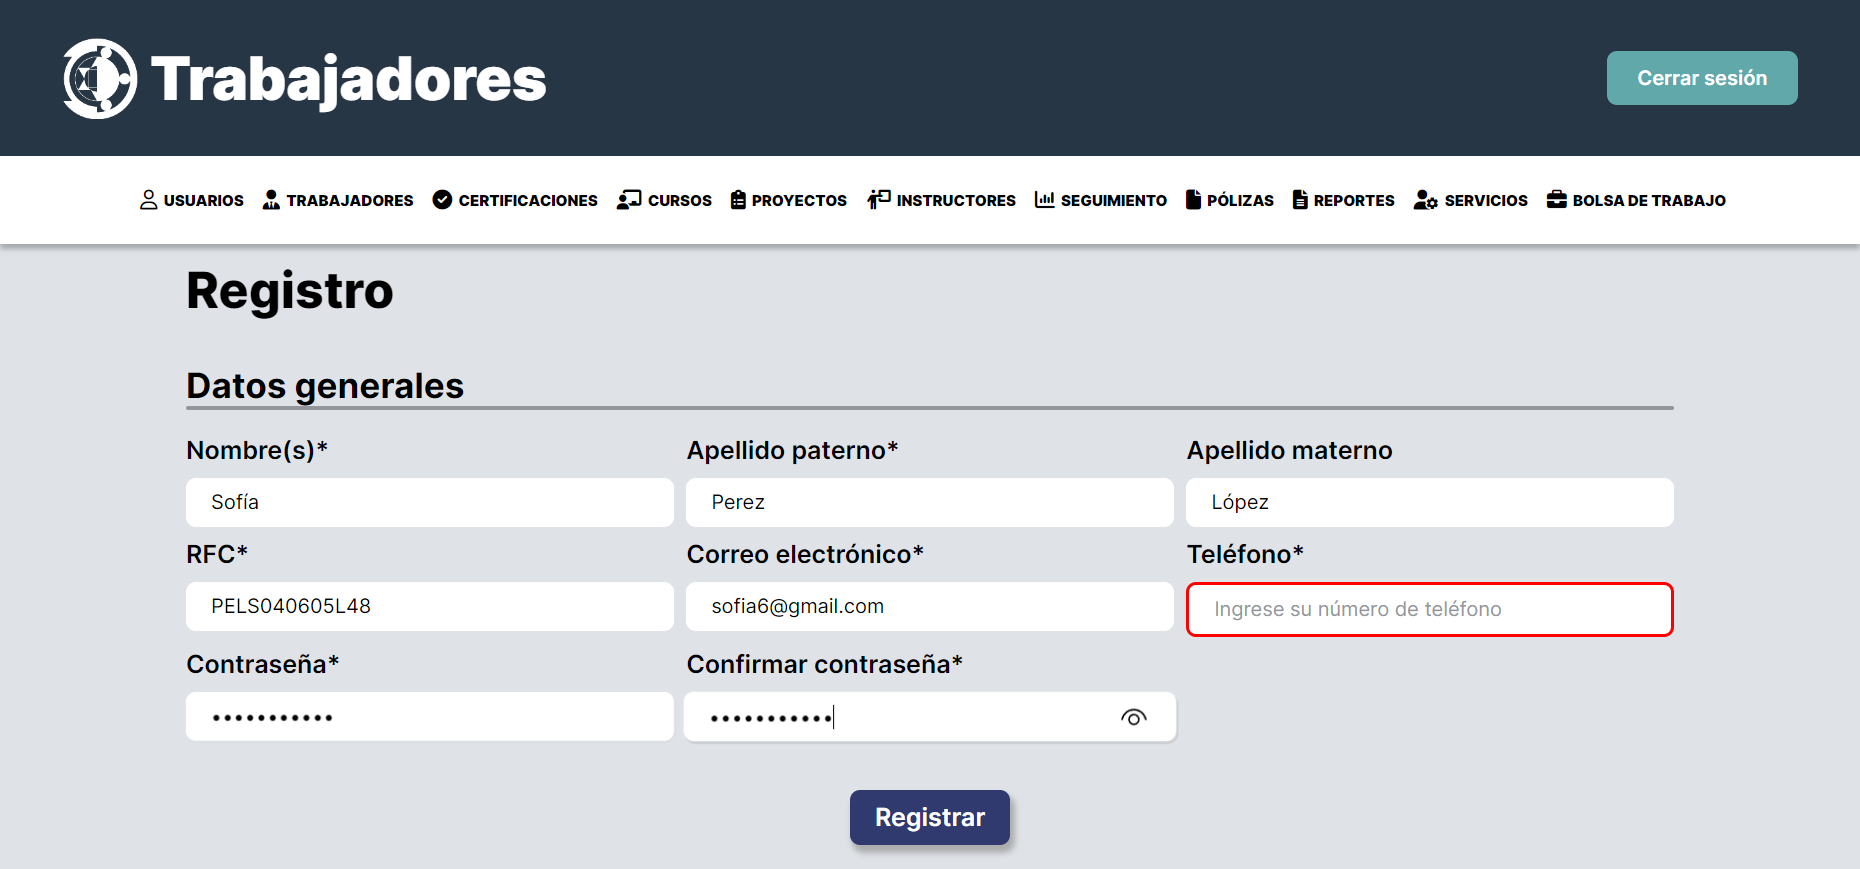 Trabajadores
Cerrar sesión
USUARIOS TRABAJADORES CERTIFICACIONES CURSOS PROYECTOS INSTRUCTORES SEGUIMIENTO PÓLIZAS REPORTES SERVICIOS BOLSA DE TRABAJO
Registro
Datos generales
Nombre(s)* Apellido paterno* Apellido materno
Sofía Perez López
RFC* Correo electrónico* Teléfono*
PELS040605L48 sofia6@gmail.com Ingrese su número de teléfono
Contraseña* Confirmar contraseña*
••••••••••• •••••••••••
Registrar